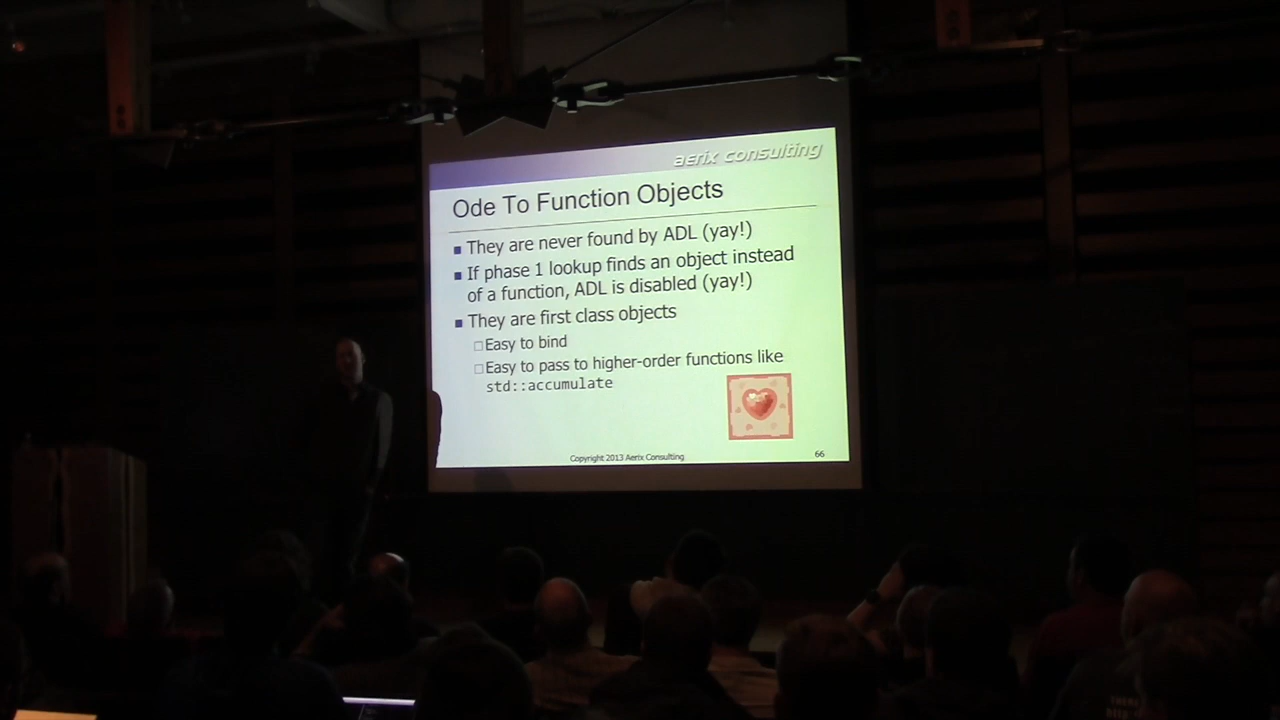 aerix consulting
Ode To Function Objects
They are never found by ADL (yay!)
If phase 1 lookup finds an object instead
of a function, ADL is disabled (yay!)
They are first class objects
Easy to bind
Easy to pass to higher-order functions like
std::accumulate
Copyright 2013 Aerix Consulting
66